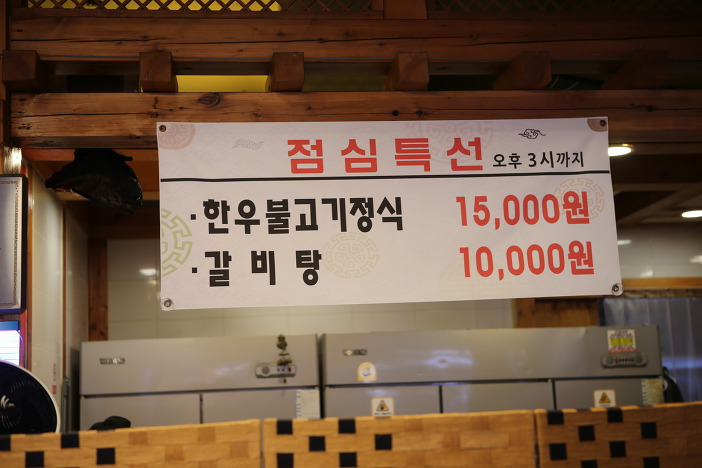 점심특선 오후 3시까지
·한우불고기정식 15,000원
·갈비탕 10,000원